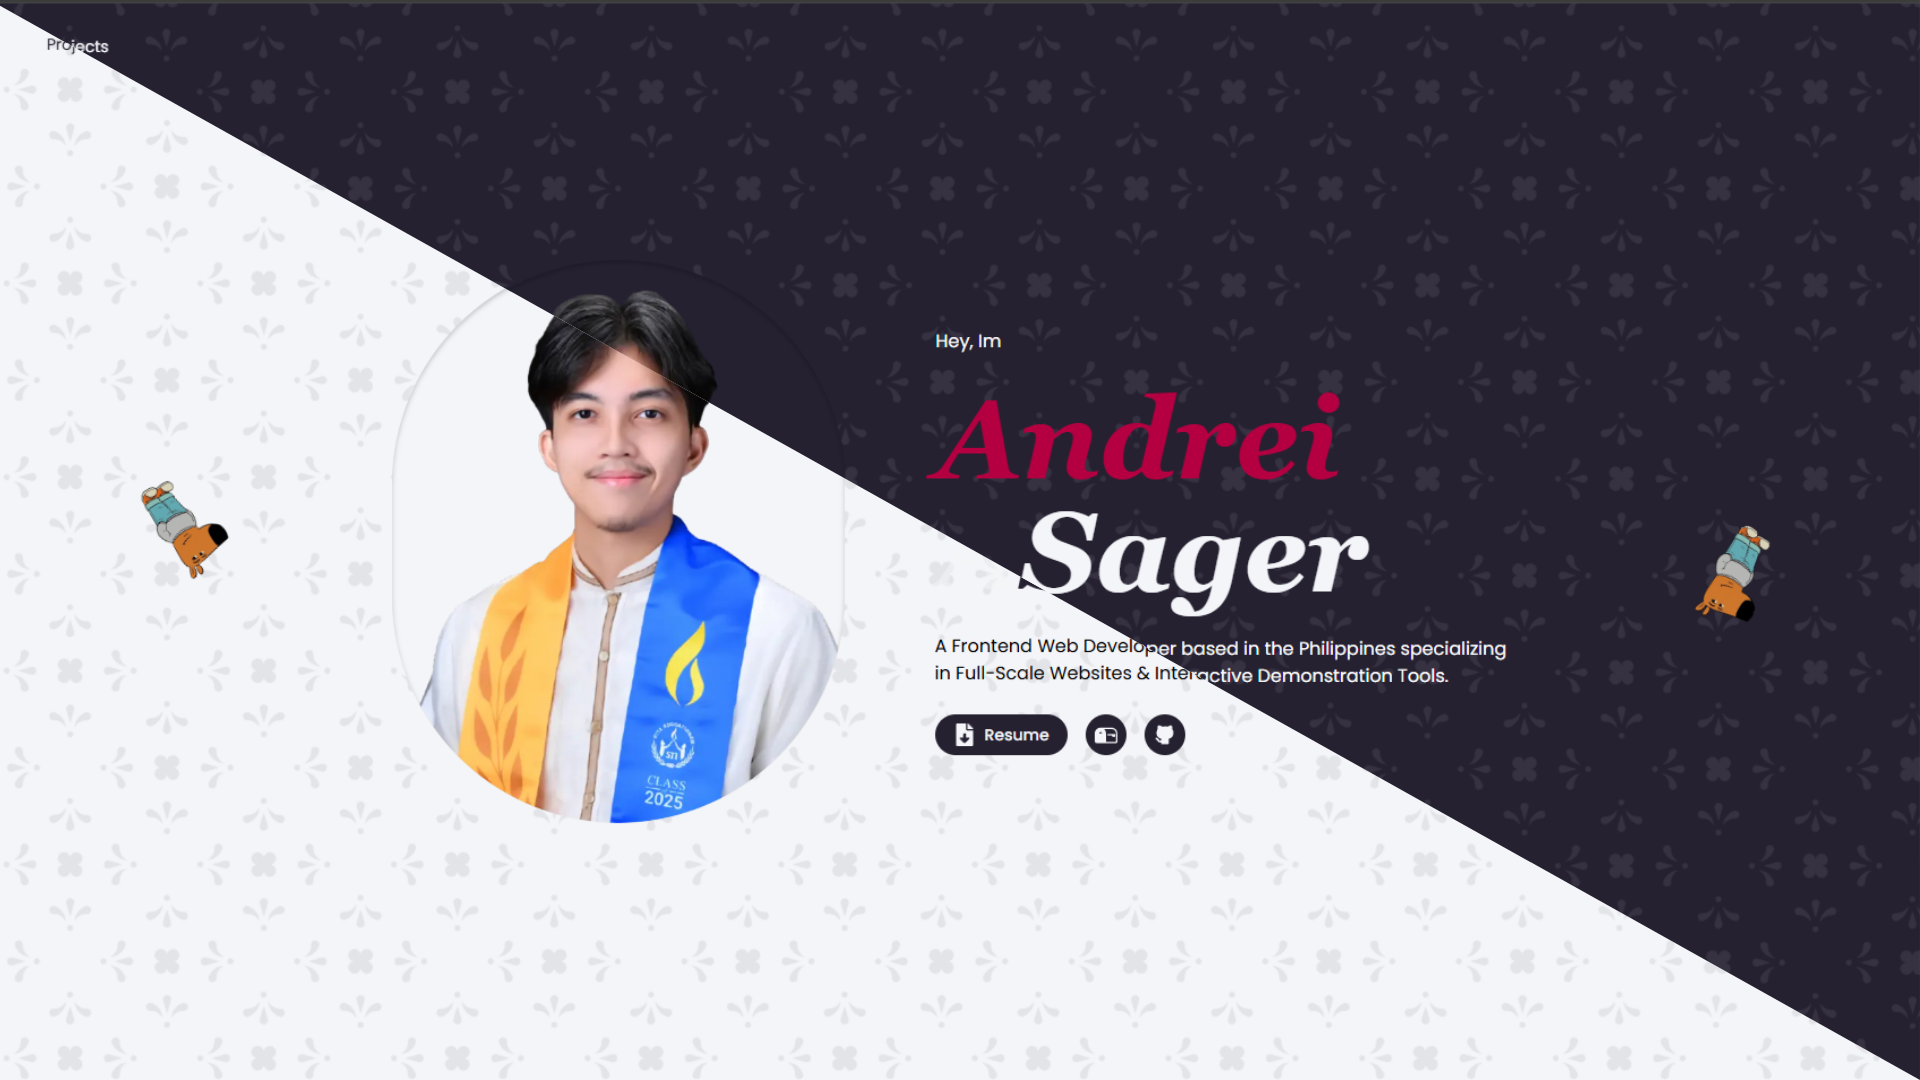 Projects
Hey, Im
Andrei
Sager
A Frontend Web Developer based in the Philippines specializing
in Full-Scale Websites & Interactive Demonstration Tools.
Resume
STI
CLASS
2025